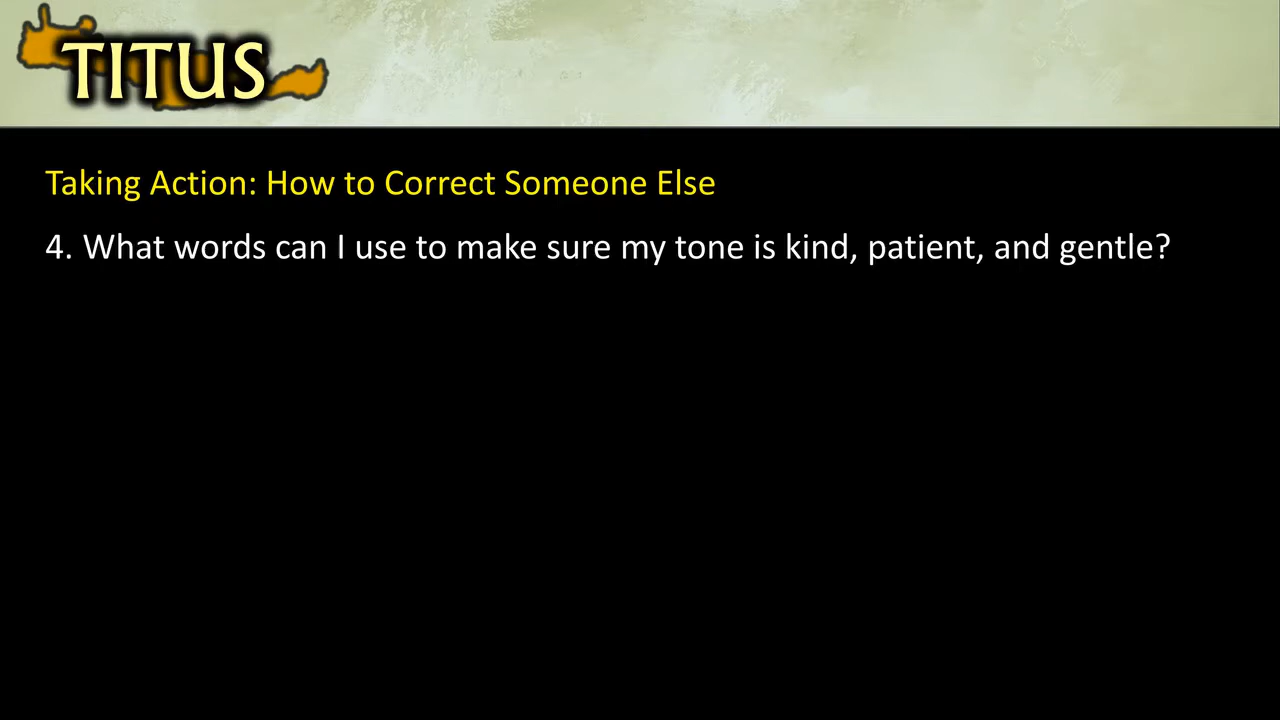 TITUS
Taking Action: How to Correct Someone Else
4. What words can I use to make sure my tone is kind, patient, and gentle?